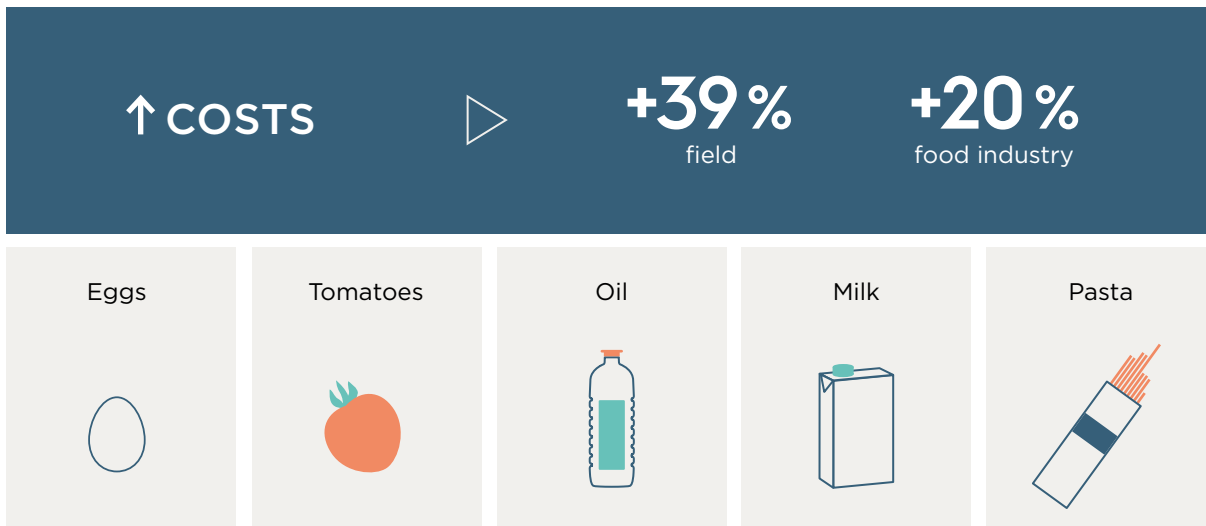 ↑ COSTS
+39 %
field
+20 %
food industry
Eggs
Tomatoes
Oil
Milk
Pasta